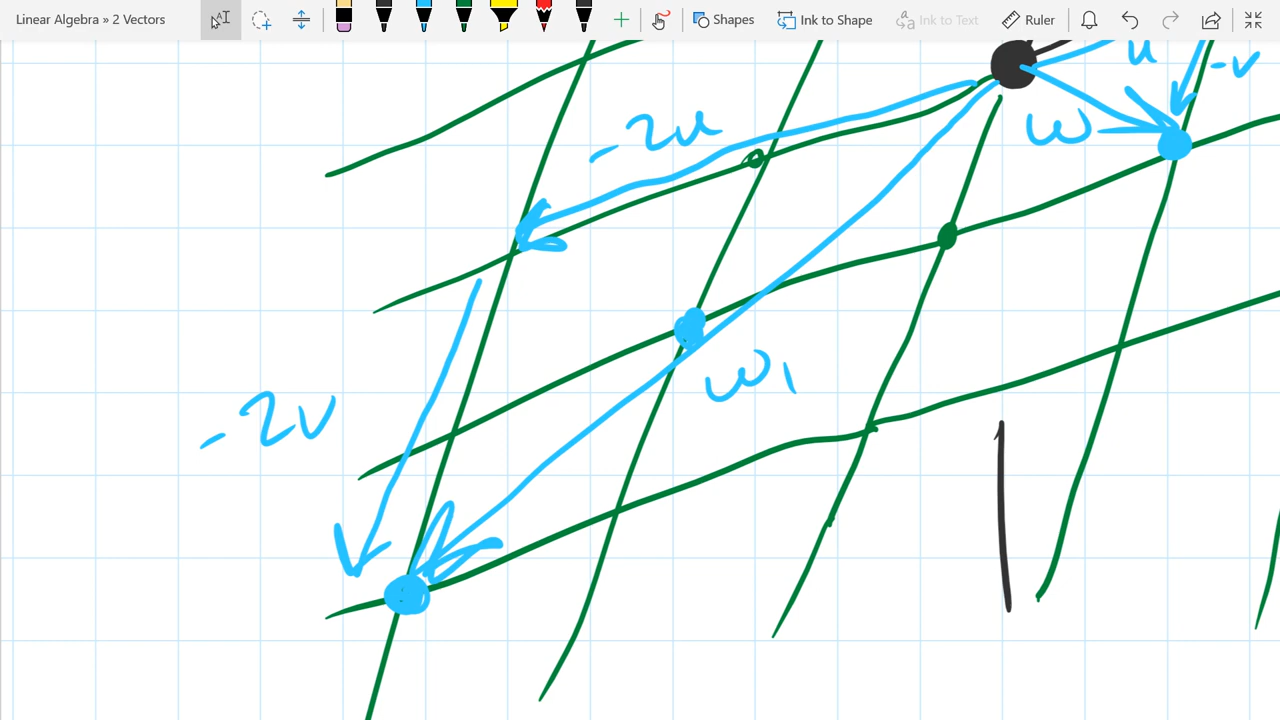 Linear Algebra » 2 Vectors
Shapes
Ink to Shape
Ink to Text
Ruler
u
-v
w
-2u
w₁
-2v